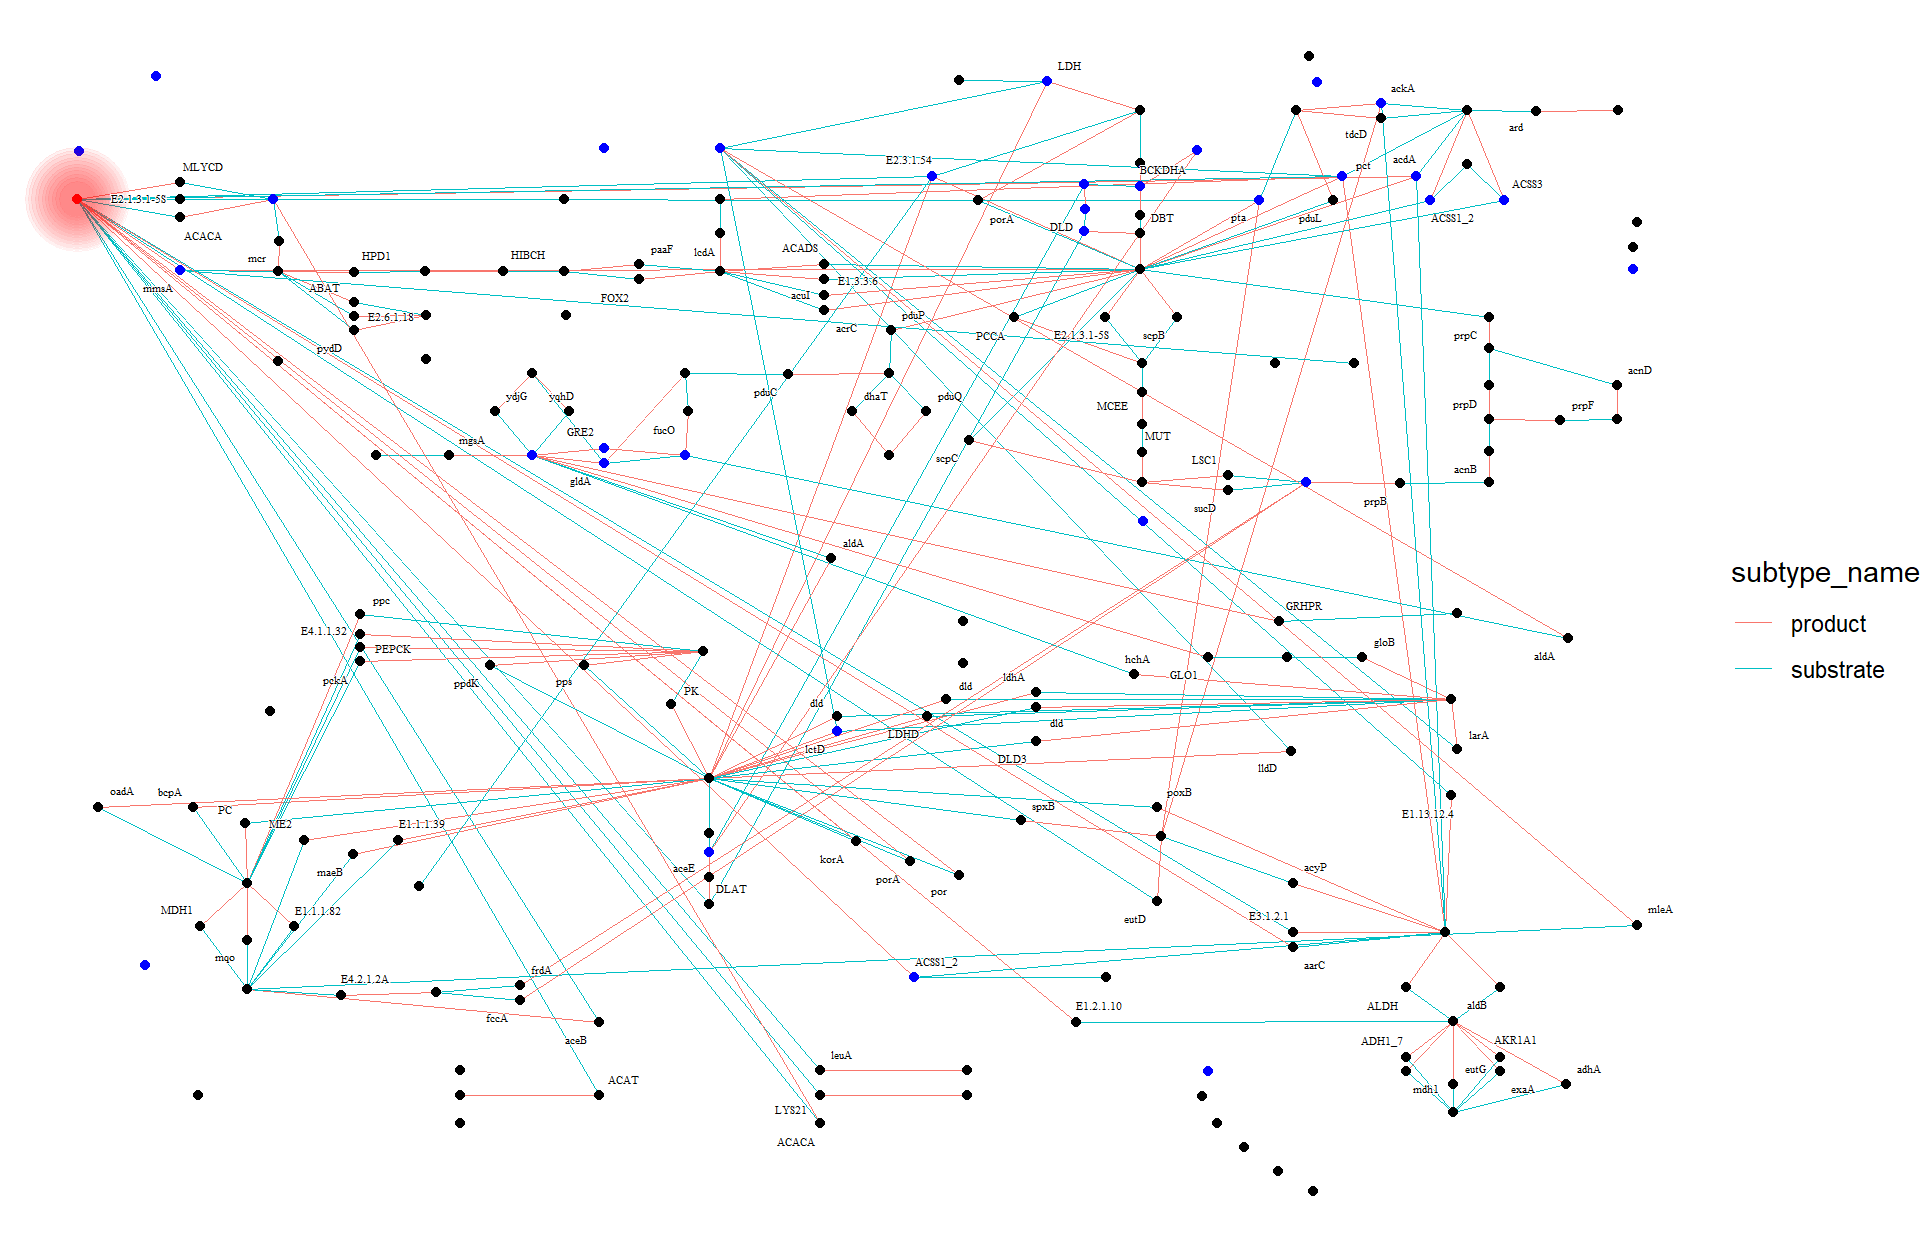 LDH
ackA
ard
tdcD
E2.3.1.54
pct
acdA
MLYCD
BCKDHA
ACSS3
E2.1.3.1-5S
DBT
pta
pduL
ACSS1_2
porA
DLD
ACACA
mcr
HPD1
HIBCH
paaF
lcdA
ACADS
mmsA
ABAT
E1.3.3.6
acuI
FOX2
E2.6.1.18
acrC
pduP
PCCA
E2.1.3.1-5S
scpB
prpC
pydD
acnD
ydjG
yqhD
pduC
dhaT
pduQ
MCEE
prpD
prpF
mgsA
GRE2
fucO
MUT
scpC
LSC1
acnB
gldA
sucD
prpB
aldA
ppc
GRHPR
E4.1.1.32
PEPCK
gloB
aldA
hchA
GLO1
pckA
ppdK
pps
PK
dld
ldhA
dld
LDHD
dld
larA
lctD
DLD3
lldD
oadA
bcpA
PC
ME2
E1.1.1.39
spxB
poxB
E1.13.12.4
maeB
aceE
DLAT
korA
porA
por
acyP
MDH1
E1.1.1.82
eutD
E3.1.2.1
mleA
mqo
frdA
ACSS1_2
aarC
E4.2.1.2A
fccA
aceB
E1.2.1.10
ALDH
aldB
ADH1_7
AKR1A1
leuA
ACAT
eutG
adhA
mdh1
exaA
LYS21
ACACA
subtype_name
product
substrate